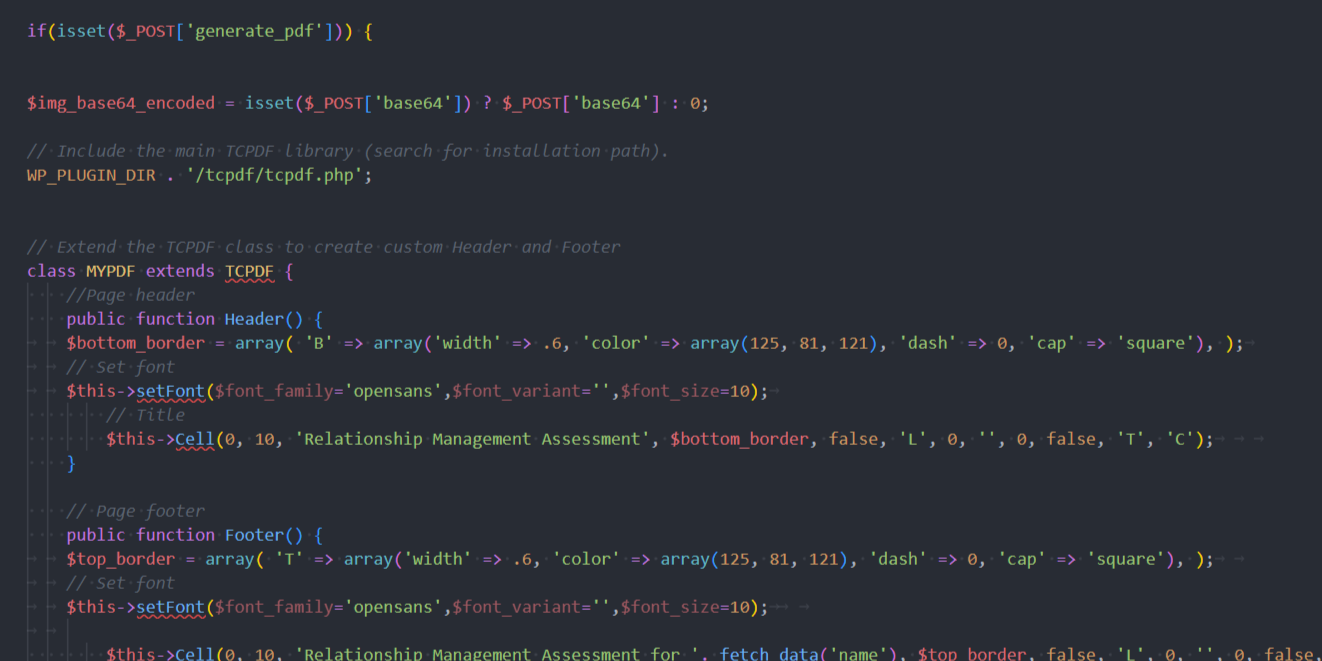 if(isset($_POST['generate_pdf'])) {
$img_base64_encoded = isset($_POST['base64']) ? $_POST['base64'] : 0;
// Include the main TCPDF library (search for installation path).
WP_PLUGIN_DIR . '/tcpdf/tcpdf.php';
// Extend the TCPDF class to create custom Header and Footer
class MYPDF extends TCPDF {
//Page header
public function Header() {
$bottom_border = array( 'B' => array('width' => .6, 'color' => array(125, 81, 121), 'dash' => 0, 'cap' => 'square'), );
// Set font
$this->setFont($font_family='opensans',$font_variant='',$font_size=10);
// Title
$this->Cell(0, 10, 'Relationship Management Assessment', $bottom_border, false, 'L', 0, '', 0, false, 'T', 'C');
}
// Page footer
public function Footer() {
$top_border = array( 'T' => array('width' => .6, 'color' => array(125, 81, 121), 'dash' => 0, 'cap' => 'square'), );
// Set font
$this->setFont($font_family='opensans',$font_variant='',$font_size=10);
$this->Cell(0, 10, 'Relationship Management Assessment for '. fetch_data('name'), $top_border, false, 'L', 0, '', 0, false,